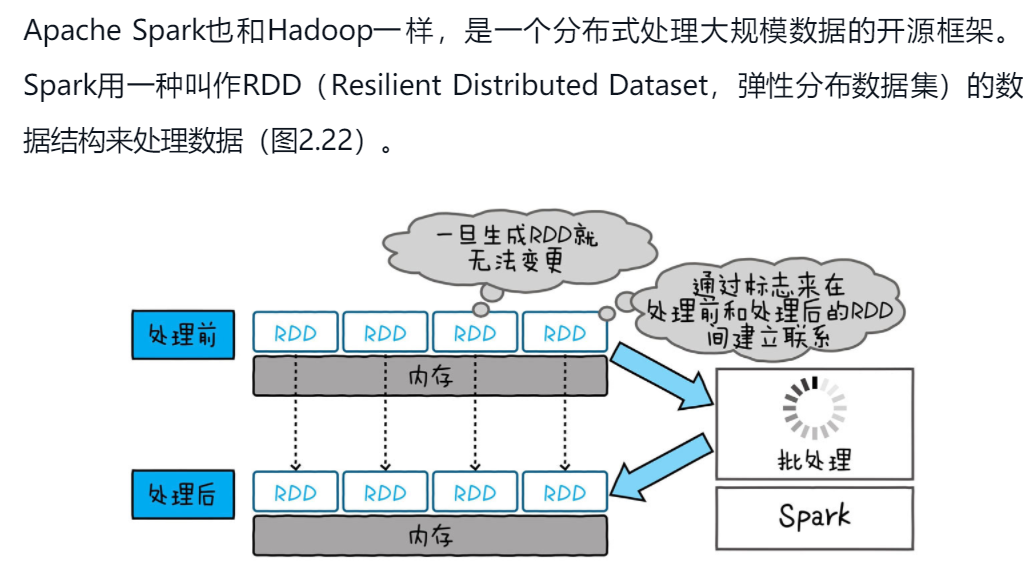 Apache Spark也和Hadoop一样，是一个分布式处理大规模数据的开源框架。
Spark用一种叫作RDD（Resilient Distributed Dataset，弹性分布数据集）的数
据结构来处理数据（图2.22）。
一旦生成RDD就
无法变更
通过标志来在
处理前和处理后的RDD
间建立联系
处理前
RDD
RDD
RDD
RDD
内存
批处理
处理后
RDD
RDD
RDD
RDD
内存
Spark